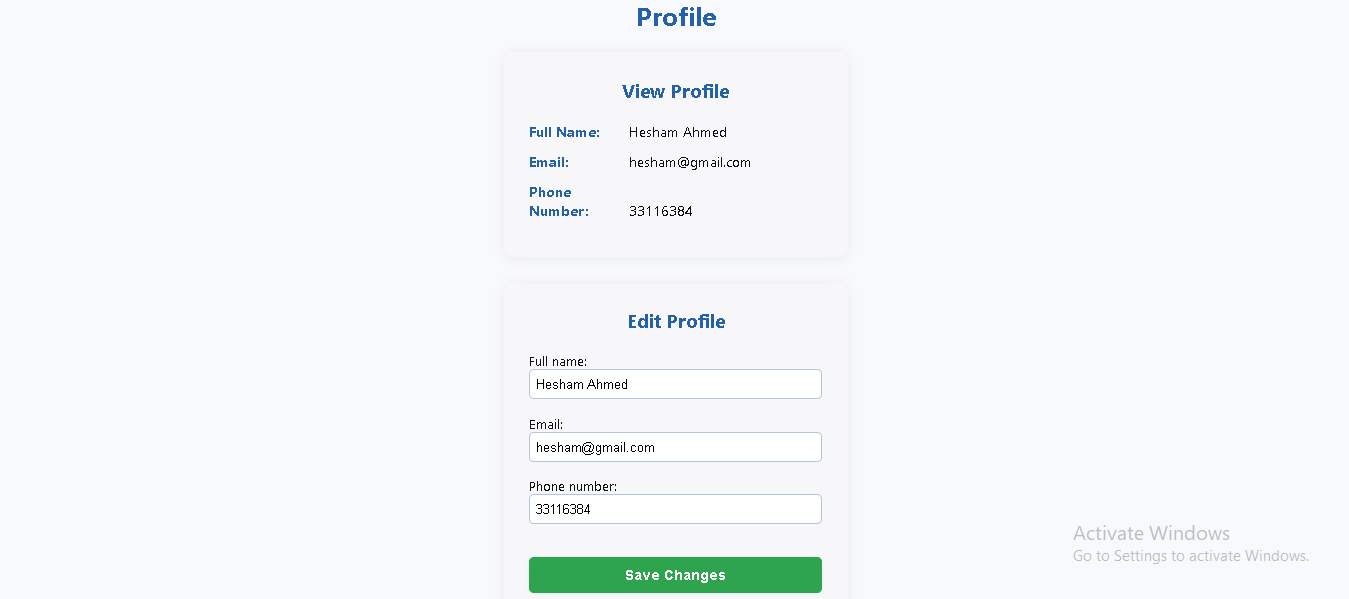 Profile
View Profile
Full Name: Hesham Ahmed
Email: hesham@gmail.com
Phone
Number: 33116384
Edit Profile
Full name:
Hesham Ahmed
Email:
hesham@gmail.com
Phone number:
33116384
Save Changes
Activate Windows
Go to Settings to activate Windows.